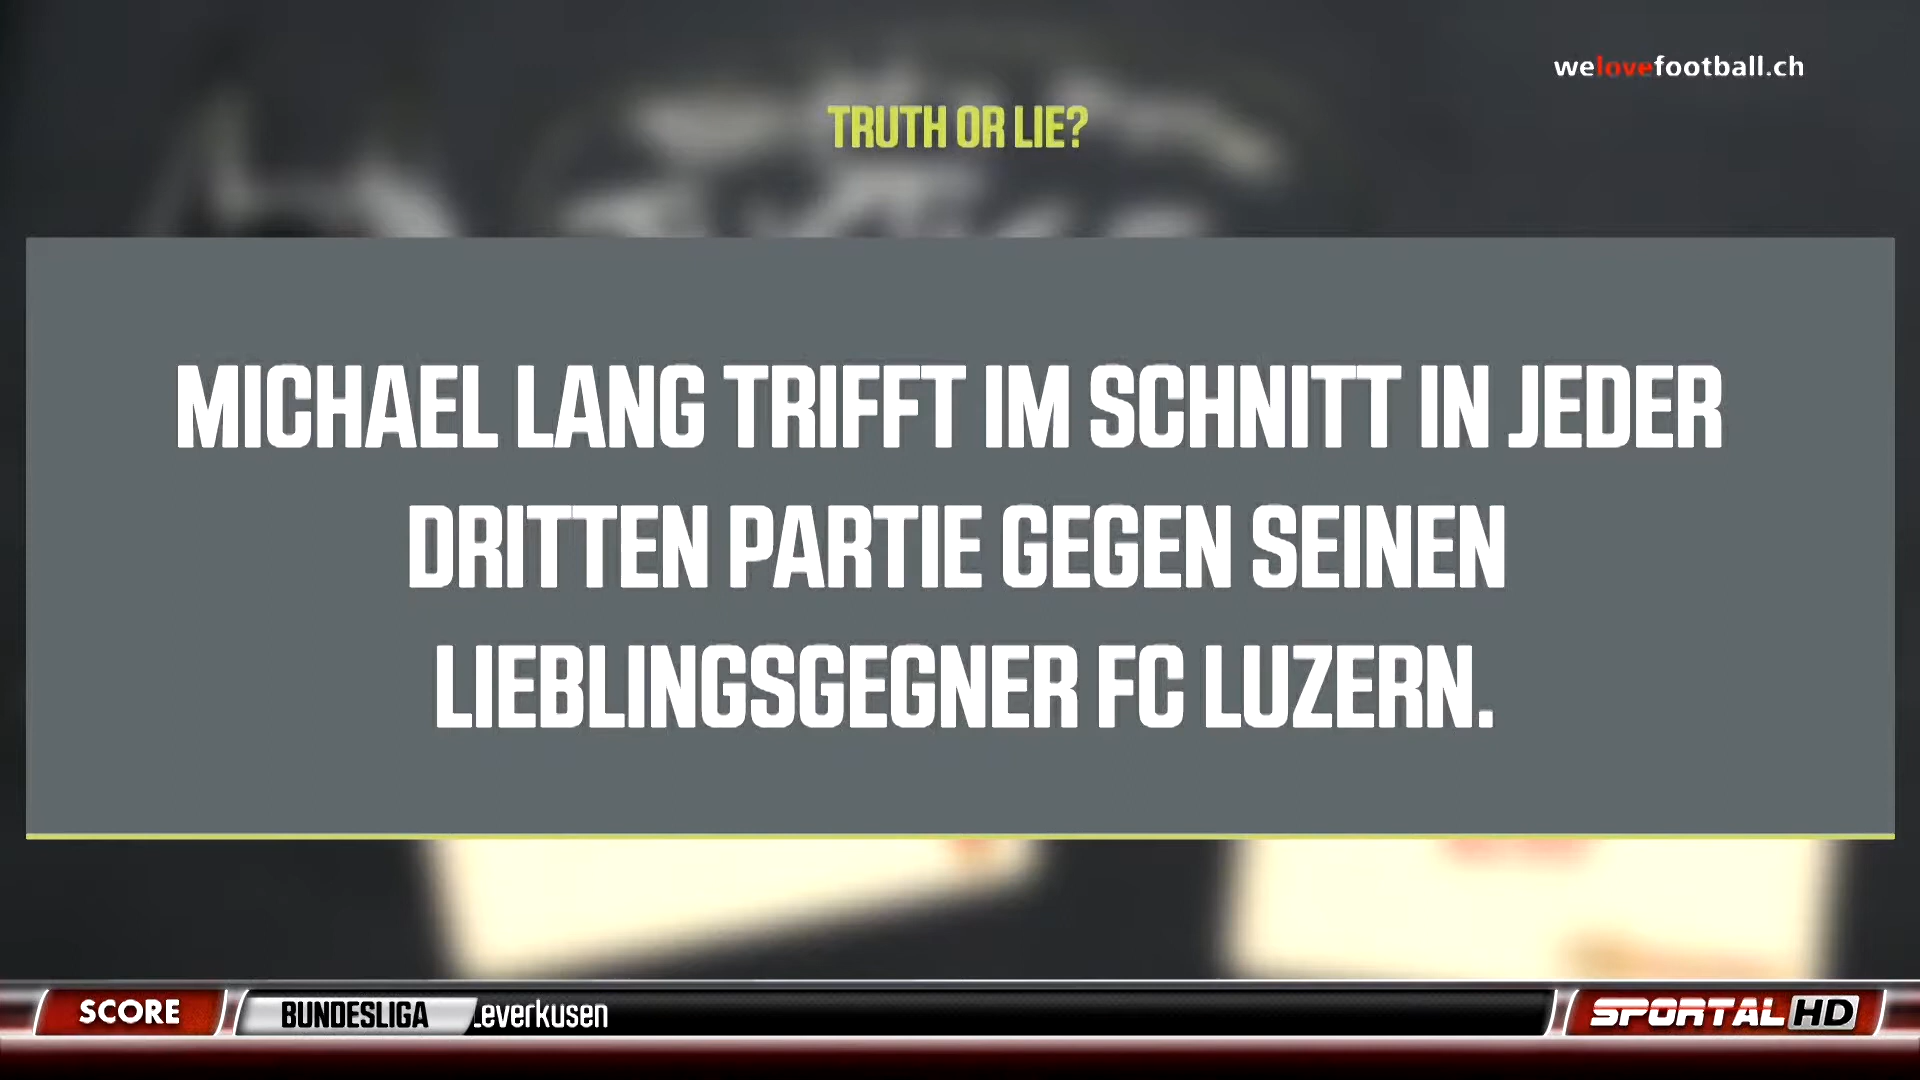 welovefootball.ch
TRUTH OR LIE?
MICHAEL LANG TRIFFT IM SCHNITT IN JEDER
DRITTEN PARTIE GEGEN SEINEN
LIEBLINGSGEGNER FC LUZERN.
SCORE
BUNDESLIGA
everkusen
SPORTAL HD